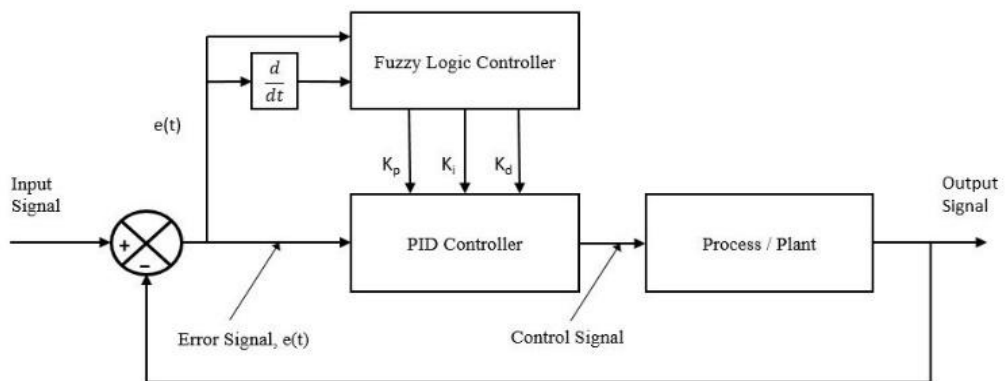 Fuzzy Logic Controller
d
dt
e(t)
Kp
Ki
Kd
Input
Signal
Output
Signal
+
−
PID Controller
Process / Plant
Error Signal, e(t)
Control Signal